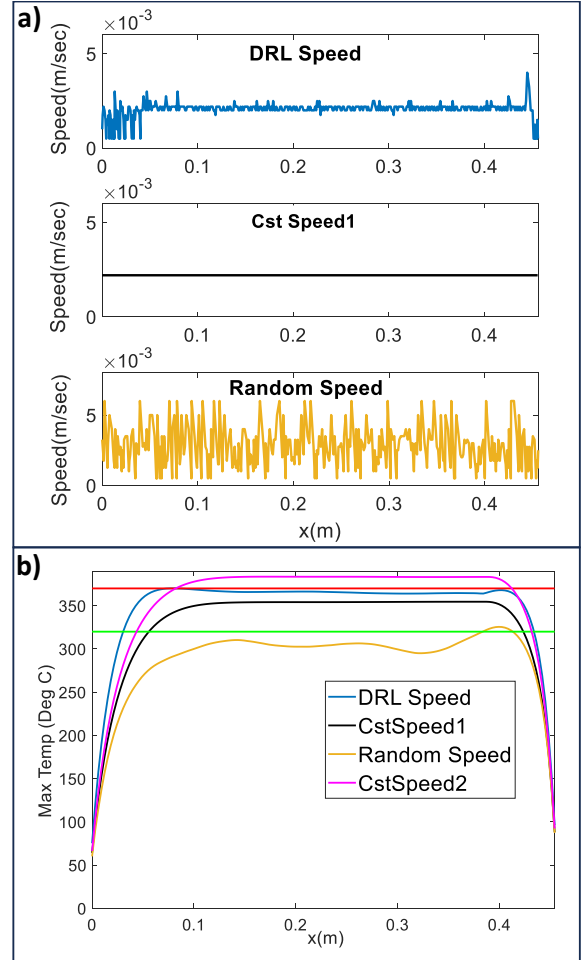 a)
×10⁻³
DRL Speed
Speed(m/sec)
5
0
0.1
0.2
0.3
0.4
×10⁻³
Cst Speed1
Speed(m/sec)
5
0
0.1
0.2
0.3
0.4
×10⁻³
Random Speed
Speed(m/sec)
5
0
0.1
0.2
0.3
0.4
x(m)
b)
Max Temp (Deg C)
350
300
250
200
150
100
50
0
DRL Speed
CstSpeed1
Random Speed
CstSpeed2
0
0.1
0.2
0.3
0.4
x(m)